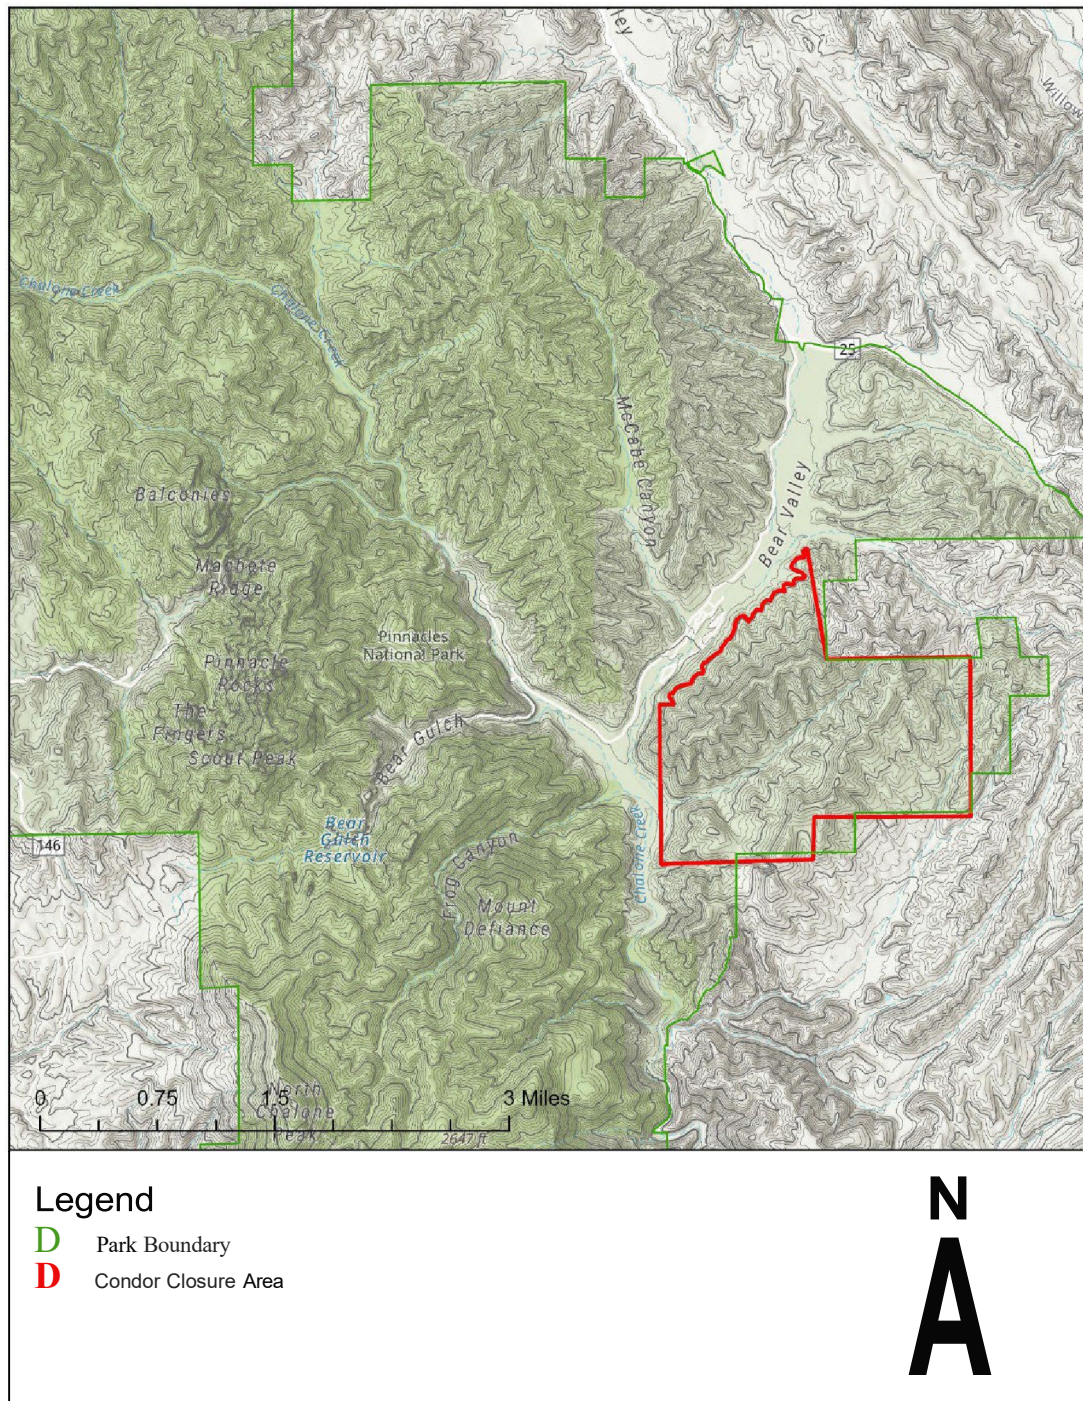 lley
Willow
Chalone Creek
Chalone Creek
25
McCabe Canyon
Balconies
Bear Valley
Machete
Ridge
Pinnacles
National Park
Pinnacle
Rocks
The
Fingers
Bear Gulch
Scout Peak
Bear
Gulch
Reservoir
146
Frog Canyon
Chalone Creek
Mount
Defiance
North
Chalone
Peak
2647 ft
0 0.75 1.5 3 Miles
Legend
D Park Boundary
D Condor Closure Area
N
A